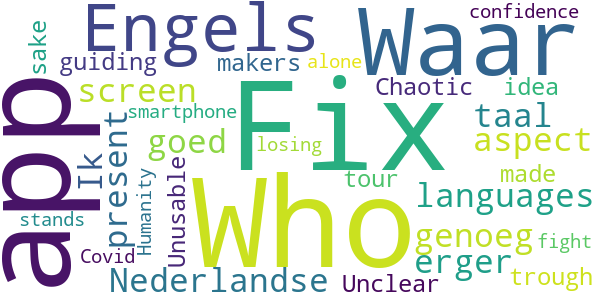 Engels
Waar
confidence
sake
guiding
makers
alone
app
screen
Chaotic
idea
Fix
smartphone
taal
Ik
present
goed
losing
aspect
Humanity
Unusable
Who
tour
made
languages
stands
genoeg
fight
Covid
erger
Nederlandse
Unclear
trough